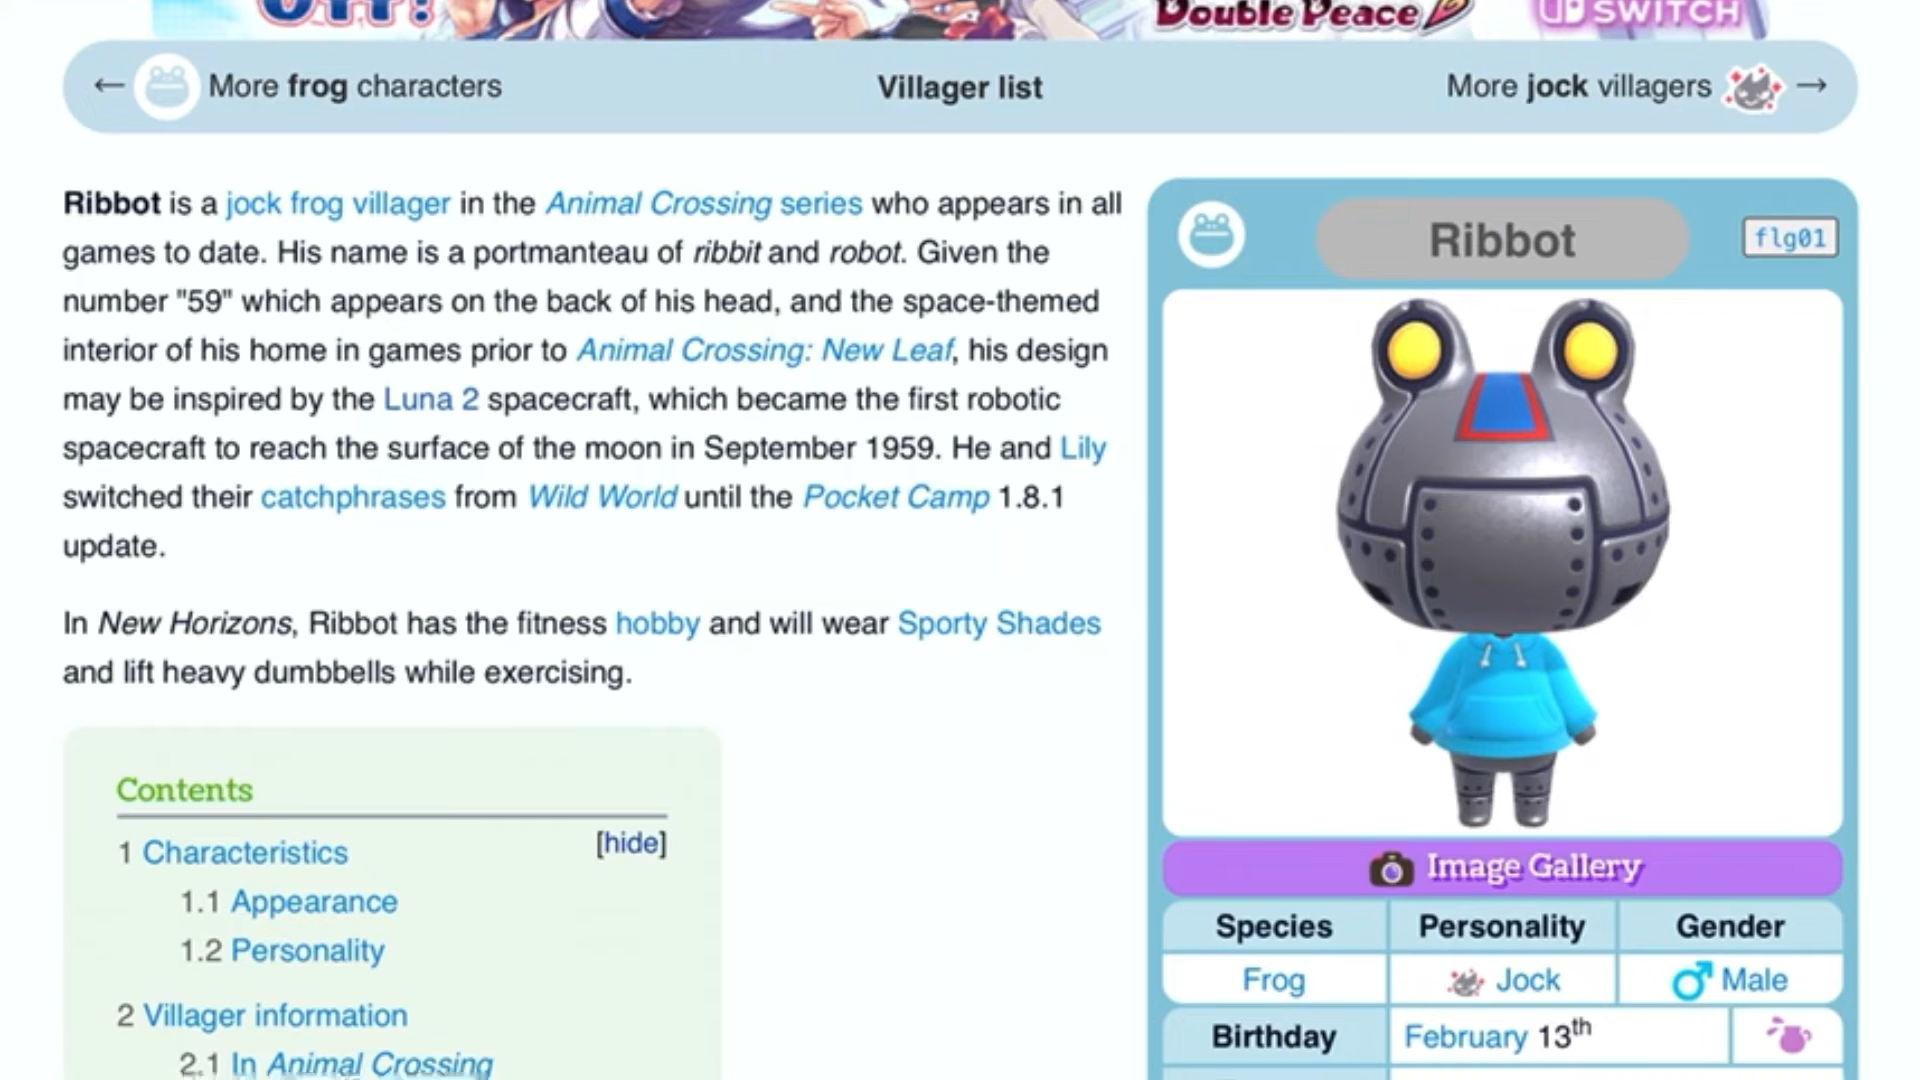 Off!
Double Peace
SWITCH
← More frog characters
Villager list
More jock villagers →
Ribbot is a jock frog villager in the Animal Crossing series who appears in all
games to date. His name is a portmanteau of ribbit and robot. Given the
number "59" which appears on the back of his head, and the space-themed
interior of his home in games prior to Animal Crossing: New Leaf, his design
may be inspired by the Luna 2 spacecraft, which became the first robotic
spacecraft to reach the surface of the moon in September 1959. He and Lily
switched their catchphrases from Wild World until the Pocket Camp 1.8.1
update.
In New Horizons, Ribbot has the fitness hobby and will wear Sporty Shades
and lift heavy dumbbells while exercising.
Contents
[hide]
1 Characteristics
1.1 Appearance
1.2 Personality
2 Villager information
2.1 In Animal Crossing
Ribbot
flg01
Image Gallery
Species Personality Gender
Frog Jock Male
Birthday February 13th